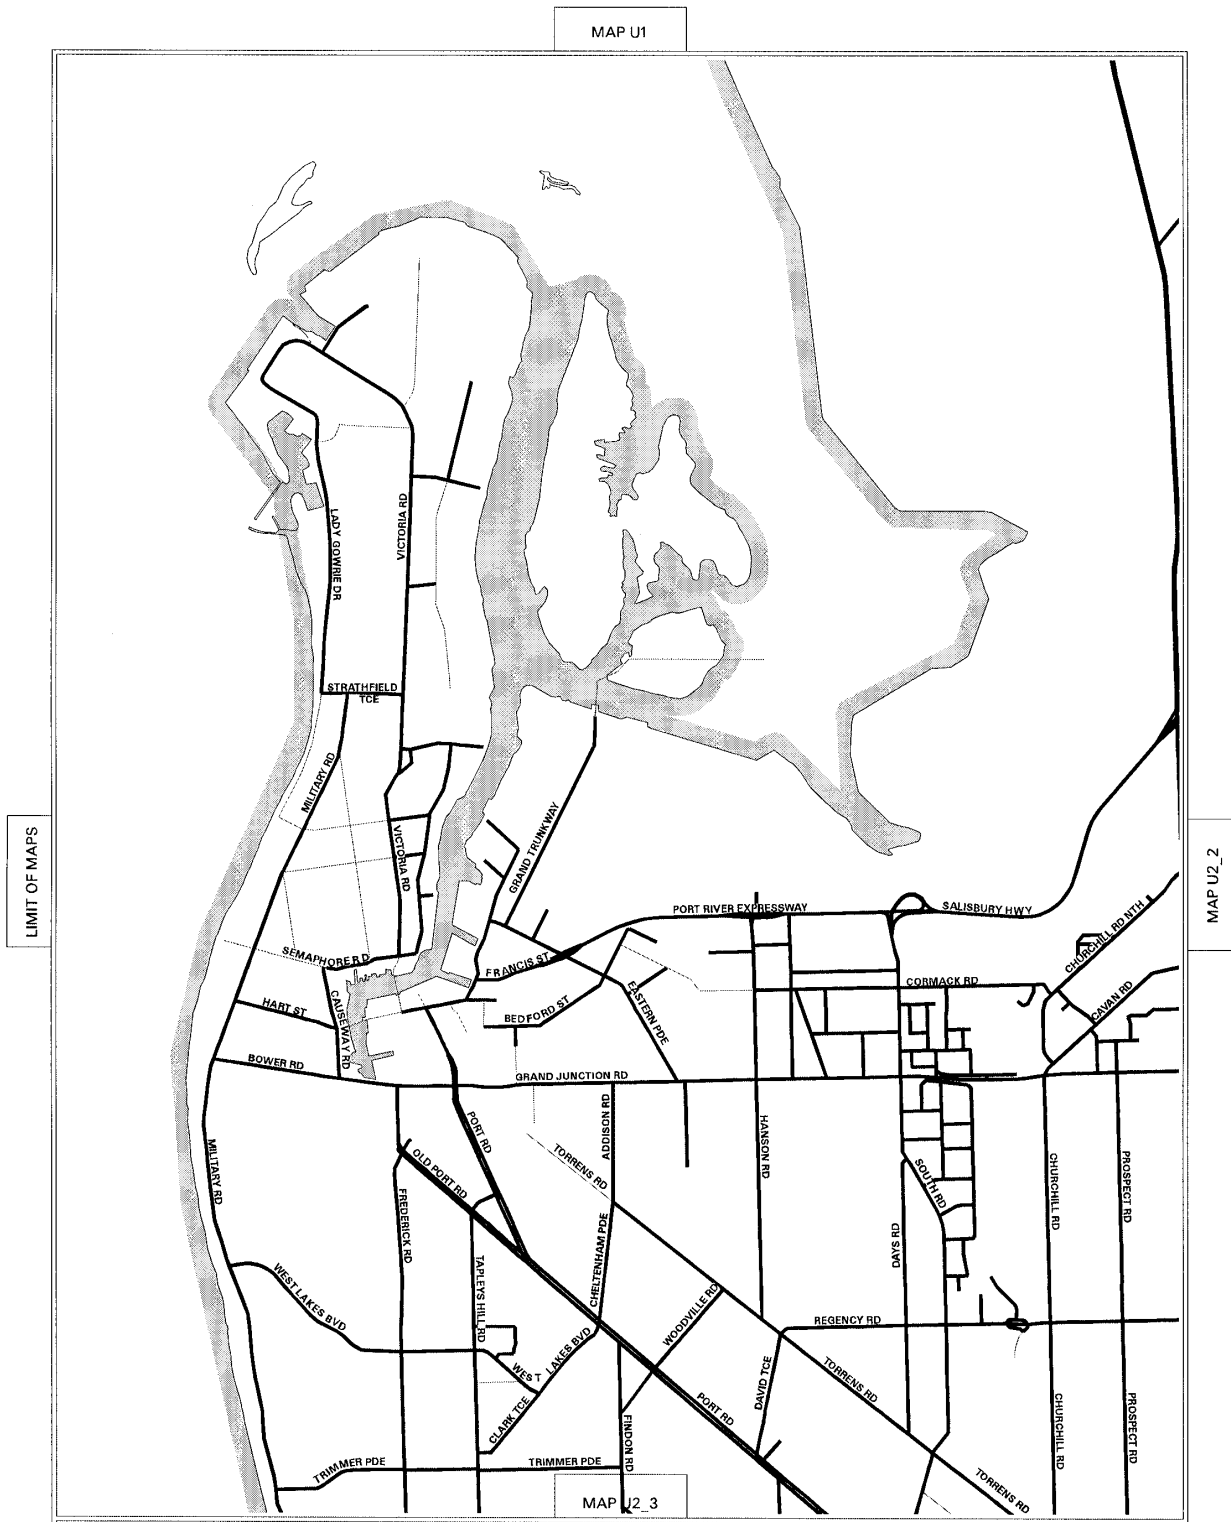 MAP U1
LADY GOWRIE DR
VICTORIA RD
STRATHFIELD
TCE
MILITARY RD
VICTORIA RD
GRAND TRUNKWAY
LIMIT OF MAPS
MAP U2_2
PORT RIVER EXPRESSWAY
SALISBURY HWY
CHURCHILL RD NTH
SEMAPHORE RD
FRANCIS ST
CORMACK RD
CAVAN RD
HART ST
CAUSEWAY RD
BEDFORD ST
EASTERN PDE
BOWER RD
GRAND JUNCTION RD
PORT RD
ADDISON RD
HANSON RD
MILITARY RD
OLD PORT RD
TORRENS RD
SOUTH RD
CHURCHILL RD
PROSPECT RD
FREDERICK RD
CHELTENHAM PDE
DAYS RD
WEST LAKES BVD
TAPLEYS HILL RD
WOODVILLE RD
REGENCY RD
WEST LAKES BVD
DAVID TCE
TORRENS RD
CLARK TCE
PORT RD
CHURCHILL RD
PROSPECT RD
FINDON RD
TRIMMER PDE
TRIMMER PDE
TORRENS RD
MAP U2_3